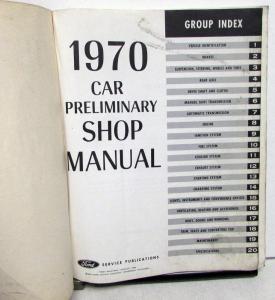 1970
CAR
PRELIMINARY
SHOP
MANUAL
Ford
SERVICE PUBLICATIONS
GROUP INDEX
VEHICLE IDENTIFICATION 1
BRAKES 2
SUSPENSION, STEERING, WHEELS AND TIRES 3
REAR AXLE 4
DRIVE SHAFT AND CLUTCH 5
MANUAL SHIFT TRANSMISSION 6
AUTOMATIC TRANSMISSION 7
ENGINE 8
IGNITION SYSTEM 9
FUEL SYSTEM 10
COOLING SYSTEM 11
EXHAUST SYSTEM 12
STARTING SYSTEM 13
CHARGING SYSTEM 14
LIGHTS, INSTRUMENTS AND CONVENIENCE DEVICES 15
VENTILATING, HEATING AND ACCESSORIES 16
BODY, DOORS AND WINDOWS 17
TRIM, SEATS AND CONVERTIBLE TOP 18
MAINTENANCE 19
SPECIFICATIONS 20